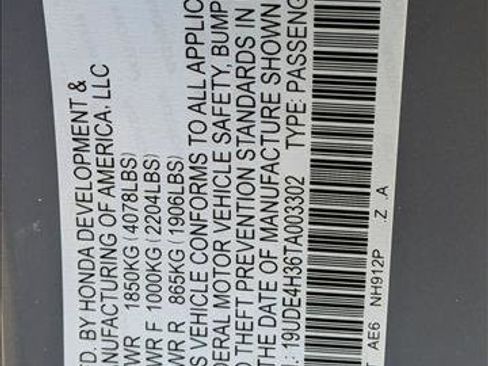 TD. BY HONDA DEVELOPMENT &
ANUFACTURING OF AMERICA, LLC
WR 1850KG (4078LBS)
WR F 1000KG (2204LBS)
WR R 865KG (1906LBS)
S VEHICLE CONFORMS TO ALL APPLIC
DERAL MOTOR VEHICLE SAFETY, BUMP
D THEFT PREVENTION STANDARDS IN
THE DATE OF MANUFACTURE SHOWN
.: 19UDE4H36TA003302 TYPE: PASSENG
T AE6 NH912P Z .A